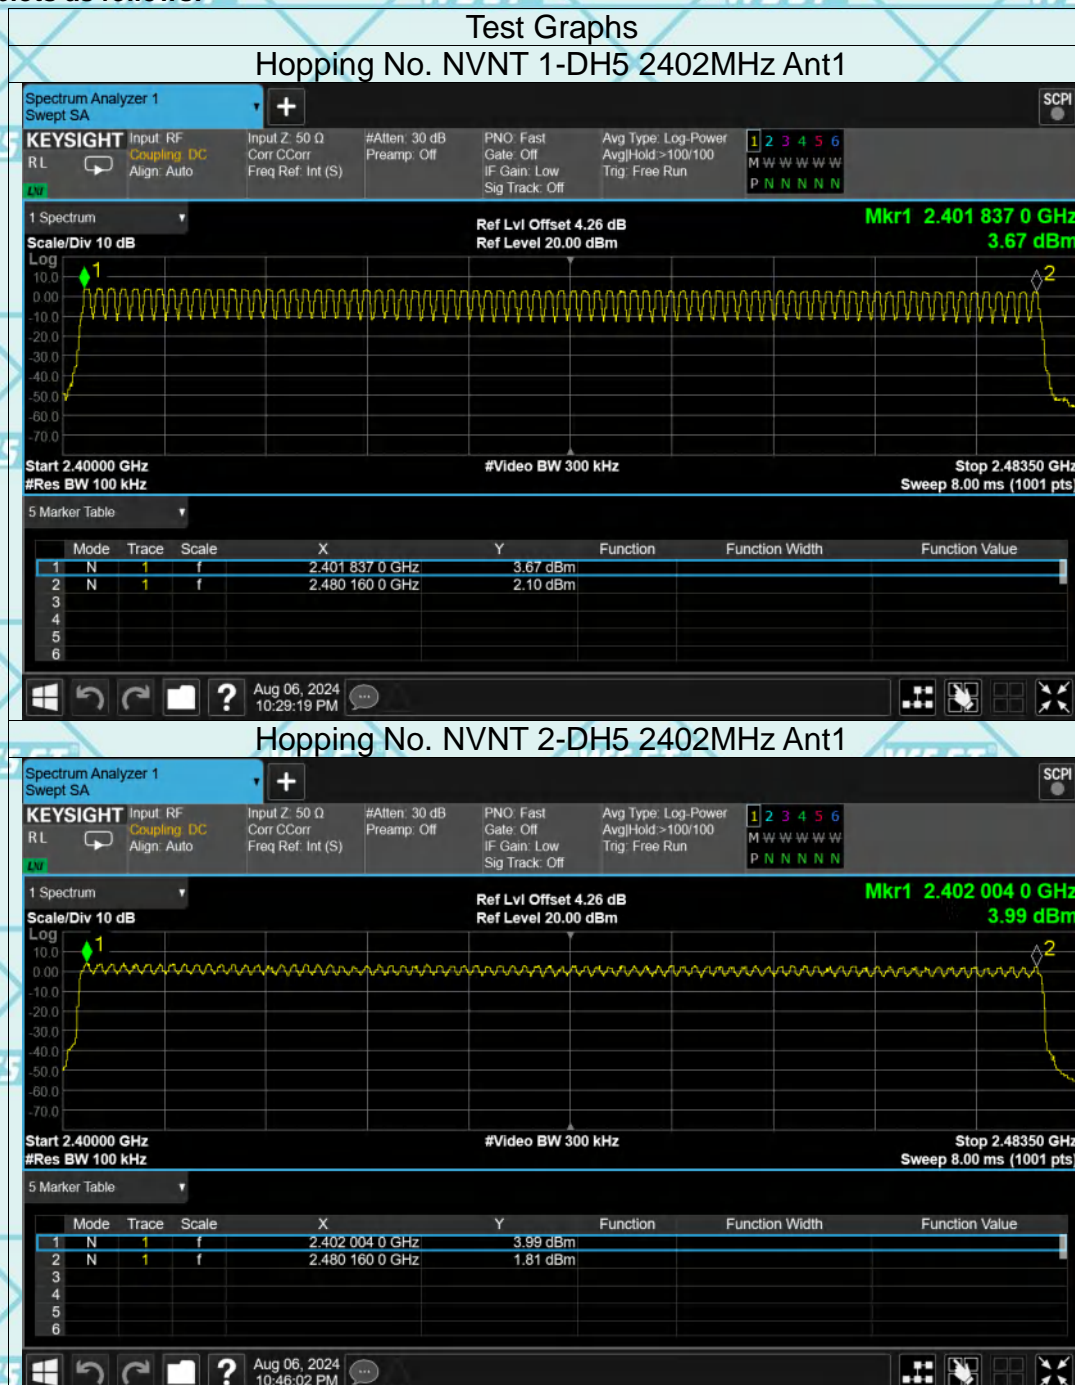 Test Graphs
Hopping No. NVNT 1-DH5 2402MHz Ant1
Spectrum Analyzer 1
Swept SA
+
SCPI
KEYSIGHT Input: RF Input Z: 50 Ω #Atten: 30 dB PNO: Fast Avg Type: Log-Power 1 2 3 4 5 6
RL Coupling: DC Corr CCorr Preamp: Off Gate: Off Avg|Hold:>100/100 M W W W W W
Align: Auto Freq Ref: Int (S) IF Gain: Low Trig: Free Run P N N N N N
Sig Track: Off
LXI
1 Spectrum
Scale/Div 10 dB
Ref Lvl Offset 4.26 dB
Ref Level 20.00 dBm
Mkr1 2.401 837 0 GHz
3.67 dBm
Log
10.0
0.00
-10.0
-20.0
-30.0
-40.0
-50.0
-60.0
-70.0
1
2
Start 2.40000 GHz #Video BW 300 kHz Stop 2.48350 GHz
#Res BW 100 kHz Sweep 8.00 ms (1001 pts)
5 Marker Table
Mode Trace Scale X Y Function Function Width Function Value
1 N 1 f 2.401 837 0 GHz 3.67 dBm
2 N 1 f 2.480 160 0 GHz 2.10 dBm
3
4
5
6
? Aug 06, 2024
10:29:19 PM
Hopping No. NVNT 2-DH5 2402MHz Ant1
Spectrum Analyzer 1
Swept SA
+
SCPI
KEYSIGHT Input: RF Input Z: 50 Ω #Atten: 30 dB PNO: Fast Avg Type: Log-Power 1 2 3 4 5 6
RL Coupling: DC Corr CCorr Preamp: Off Gate: Off Avg|Hold:>100/100 M W W W W W
Align: Auto Freq Ref: Int (S) IF Gain: Low Trig: Free Run P N N N N N
Sig Track: Off
LXI
1 Spectrum
Scale/Div 10 dB
Ref Lvl Offset 4.26 dB
Ref Level 20.00 dBm
Mkr1 2.402 004 0 GHz
3.99 dBm
Log
10.0
0.00
-10.0
-20.0
-30.0
-40.0
-50.0
-60.0
-70.0
1
2
Start 2.40000 GHz #Video BW 300 kHz Stop 2.48350 GHz
#Res BW 100 kHz Sweep 8.00 ms (1001 pts)
5 Marker Table
Mode Trace Scale X Y Function Function Width Function Value
1 N 1 f 2.402 004 0 GHz 3.99 dBm
2 N 1 f 2.480 160 0 GHz 1.81 dBm
3
4
5
6
? Aug 06, 2024
10:46:02 PM